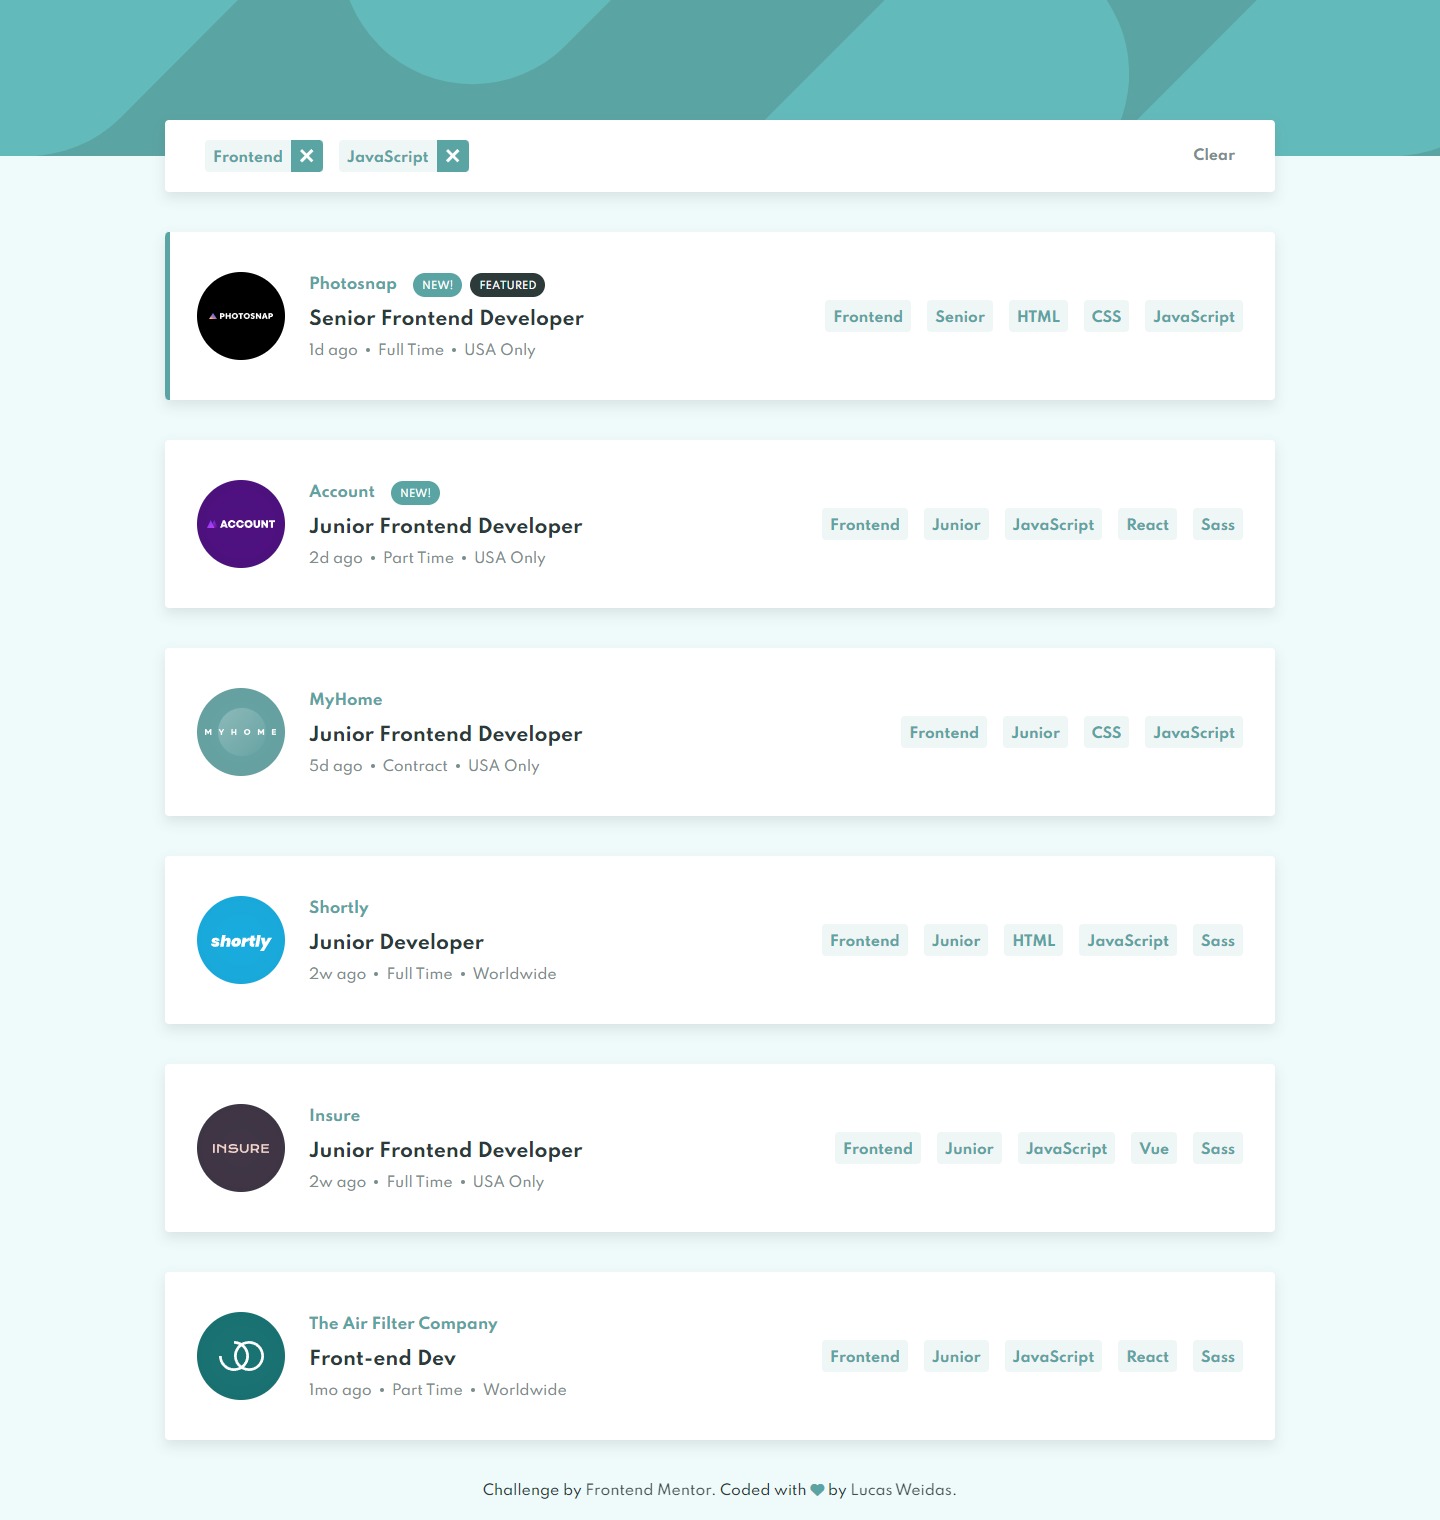 Frontend JavaScript Clear
PHOTOSNAP
Photosnap NEW! FEATURED
Senior Frontend Developer
1d ago • Full Time • USA Only
Frontend Senior HTML CSS JavaScript
ACCOUNT
Account NEW!
Junior Frontend Developer
2d ago • Part Time • USA Only
Frontend Junior JavaScript React Sass
MYHOME
MyHome
Junior Frontend Developer
5d ago • Contract • USA Only
Frontend Junior CSS JavaScript
shortly
Shortly
Junior Developer
2w ago • Full Time • Worldwide
Frontend Junior HTML JavaScript Sass
INSURE
Insure
Junior Frontend Developer
2w ago • Full Time • USA Only
Frontend Junior JavaScript Vue Sass
The Air Filter Company
Front-end Dev
1mo ago • Part Time • Worldwide
Frontend Junior JavaScript React Sass
Challenge by Frontend Mentor. Coded with by Lucas Weidas.